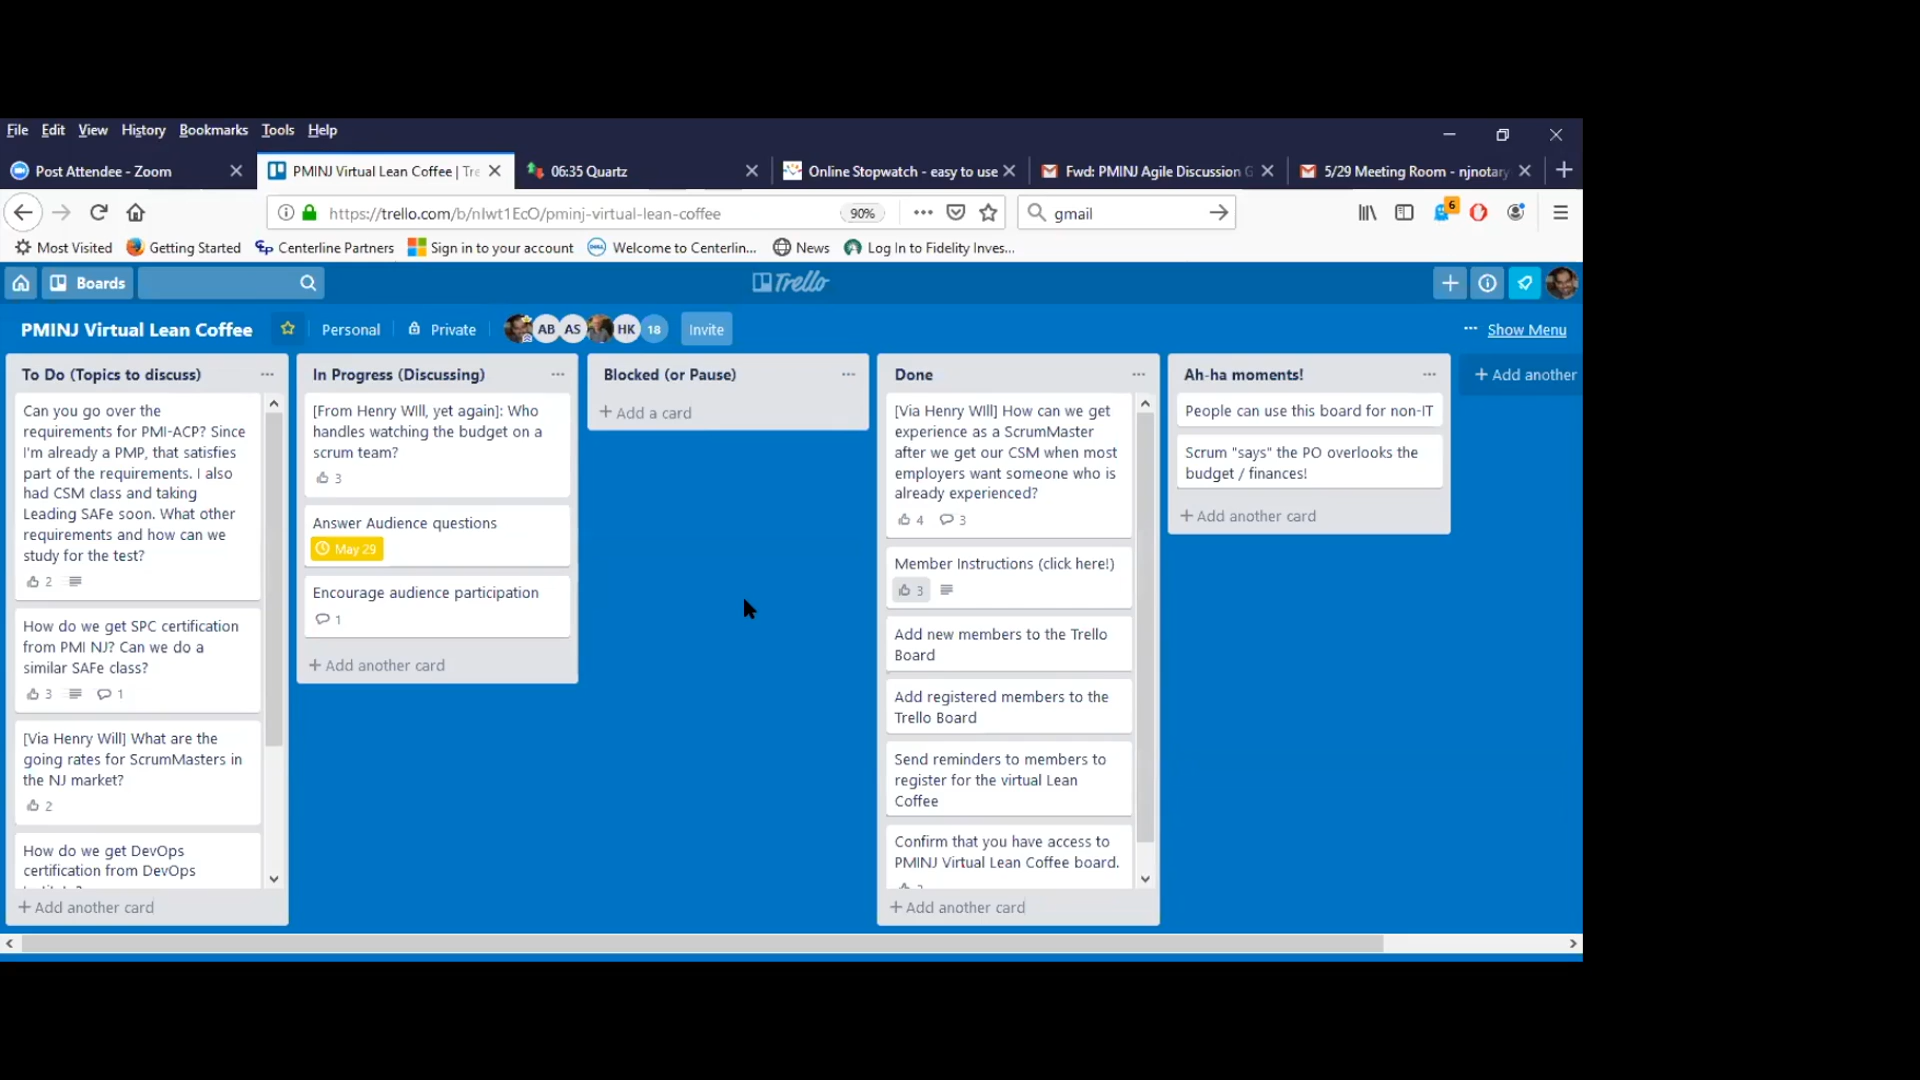 File Edit View History Bookmarks Tools Help
Post Attendee - Zoom
PMINJ Virtual Lean Coffee | Tre
06:35 Quartz
Online Stopwatch - easy to use
Fwd: PMINJ Agile Discussion G
5/29 Meeting Room - njnotary
https://trello.com/b/nIwt1EcO/pminj-virtual-lean-coffee
90%
gmail
6
Most Visited
Getting Started
Centerline Partners
Sign in to your account
Welcome to Centerlin...
News
Log In to Fidelity Inves...
Boards
Trello
PMINJ Virtual Lean Coffee
Personal
Private
AB
AS
HK
18
Invite
... Show Menu
To Do (Topics to discuss)
Can you go over the
requirements for PMI-ACP? Since
I'm already a PMP, that satisfies
part of the requirements. I also
had CSM class and taking
Leading SAFe soon. What other
requirements and how can we
study for the test?
2
How do we get SPC certification
from PMI NJ? Can we do a
similar SAFe class?
3 1
[Via Henry Will] What are the
going rates for ScrumMasters in
the NJ market?
2
How do we get DevOps
certification from DevOps
+ Add another card
In Progress (Discussing)
[From Henry WIll, yet again]: Who
handles watching the budget on a
scrum team?
3
Answer Audience questions
May 29
Encourage audience participation
1
+ Add another card
Blocked (or Pause)
+ Add a card
Done
[Via Henry WIll] How can we get
experience as a ScrumMaster
after we get our CSM when most
employers want someone who is
already experienced?
4 3
Member Instructions (click here!)
3
Add new members to the Trello
Board
Add registered members to the
Trello Board
Send reminders to members to
register for the virtual Lean
Coffee
Confirm that you have access to
PMINJ Virtual Lean Coffee board.
+ Add another card
Ah-ha moments!
People can use this board for non-IT
Scrum "says" the PO overlooks the
budget / finances!
+ Add another card
+ Add another